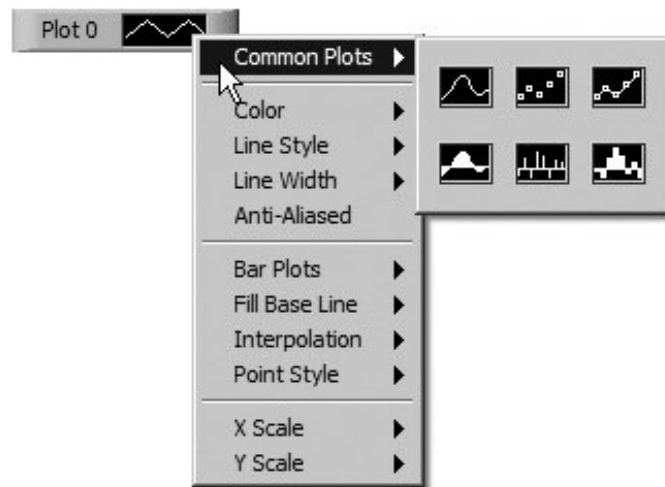 Plot 0
Common Plots
Color
Line Style
Line Width
Anti-Aliased
Bar Plots
Fill Base Line
Interpolation
Point Style
X Scale
Y Scale